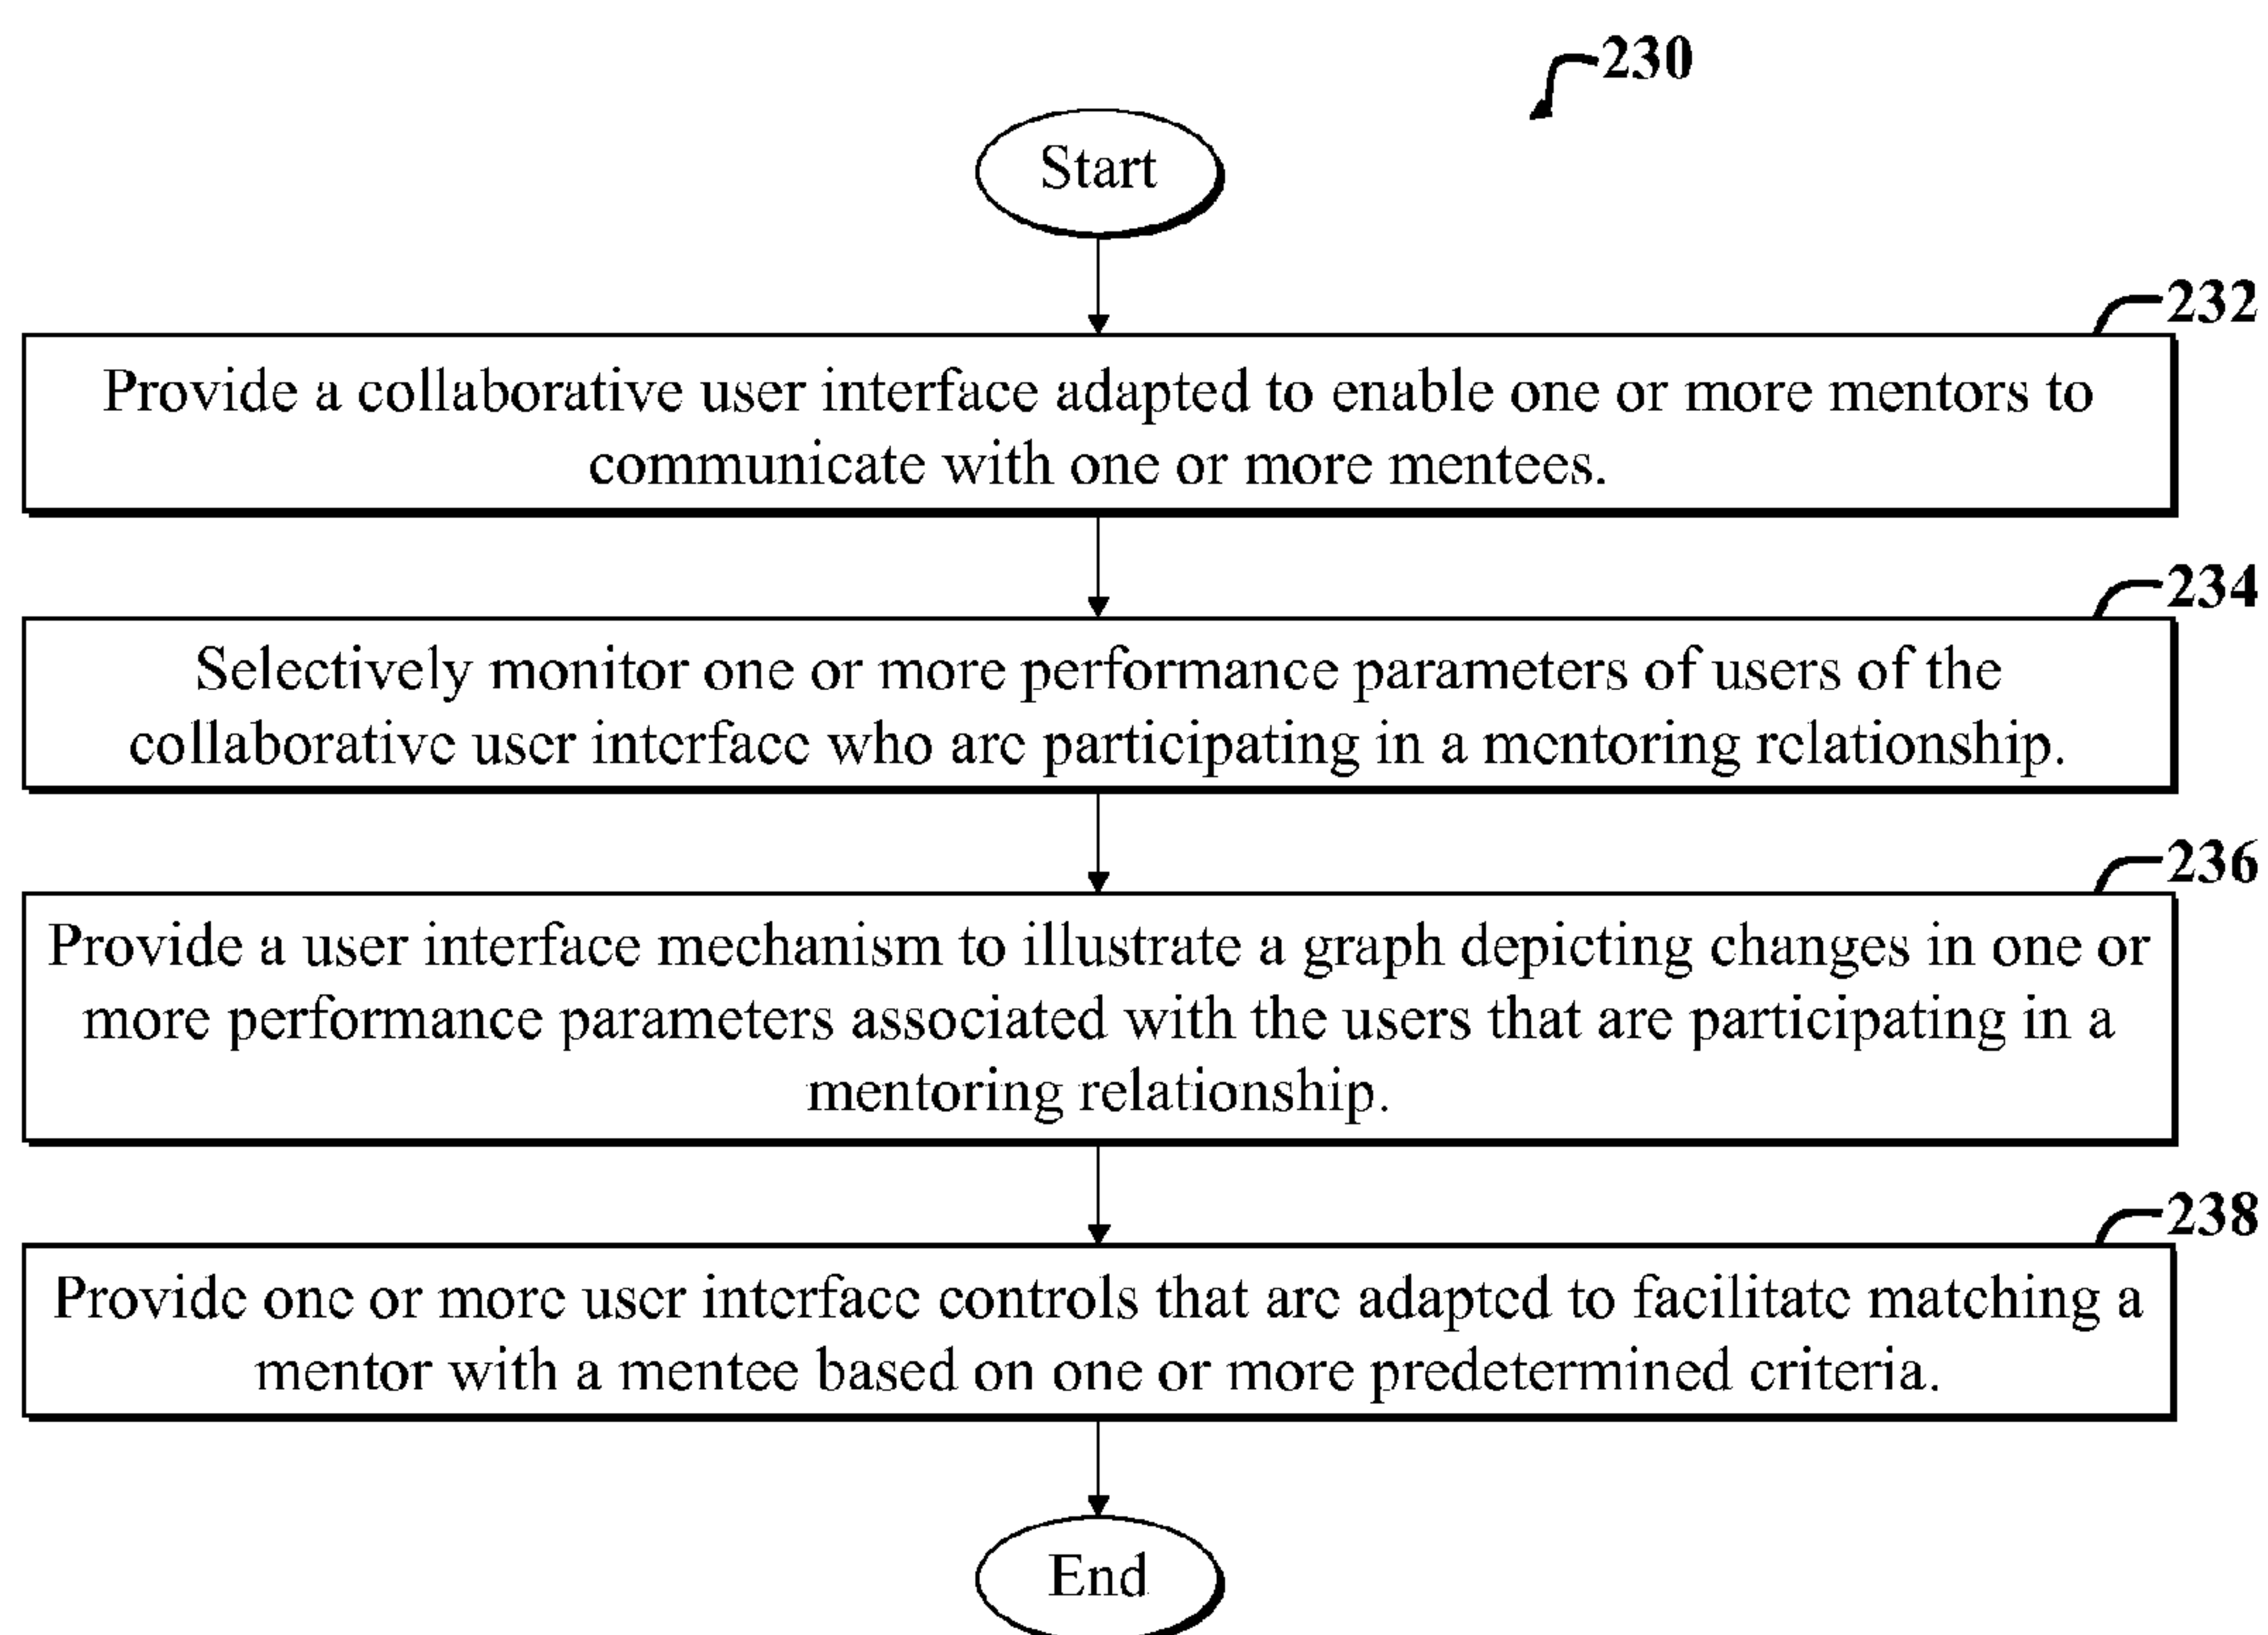 230
Start
232
Provide a collaborative user interface adapted to enable one or more mentors to
communicate with one or more mentees.
234
Selectively monitor one or more performance parameters of users of the
collaborative user interface who are participating in a mentoring relationship.
236
Provide a user interface mechanism to illustrate a graph depicting changes in one or
more performance parameters associated with the users that are participating in a
mentoring relationship.
238
Provide one or more user interface controls that are adapted to facilitate matching a
mentor with a mentee based on one or more predetermined criteria.
End